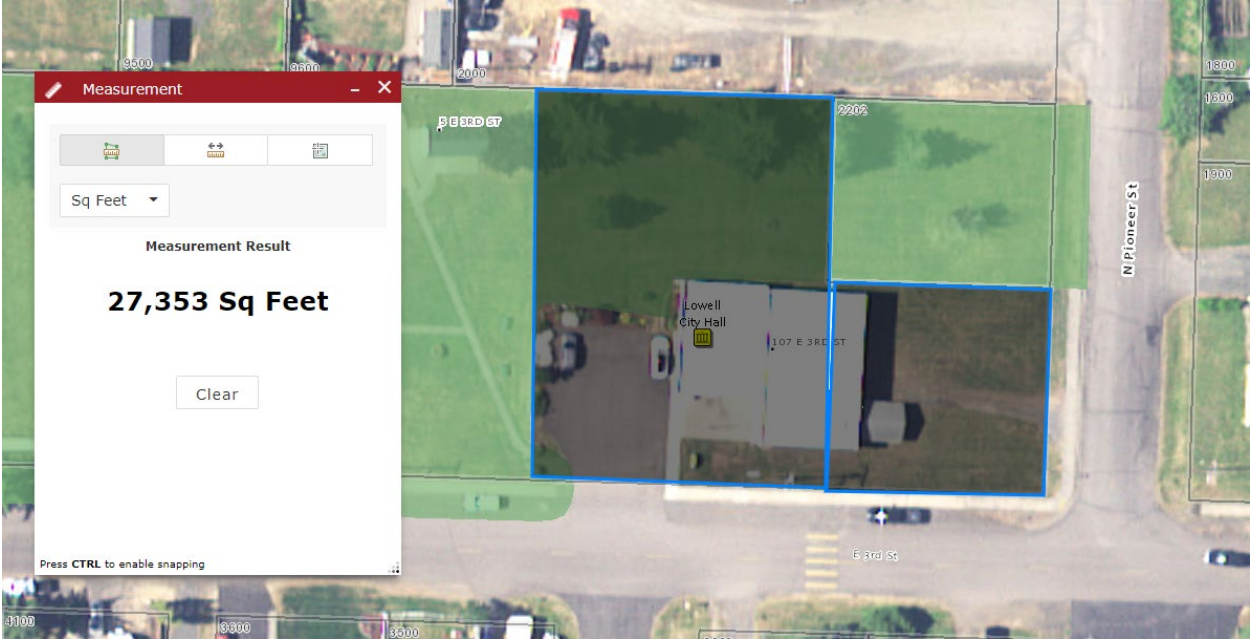 9500
9600
2000
2202
1800
1600
1900
Measurement
5 E 3RD ST
Sq Feet
Measurement Result
27,353 Sq Feet
Clear
Press CTRL to enable snapping
Lowell
City Hall
107 E 3RD ST
N Pioneer St
E 3rd St
4100
3600
3500